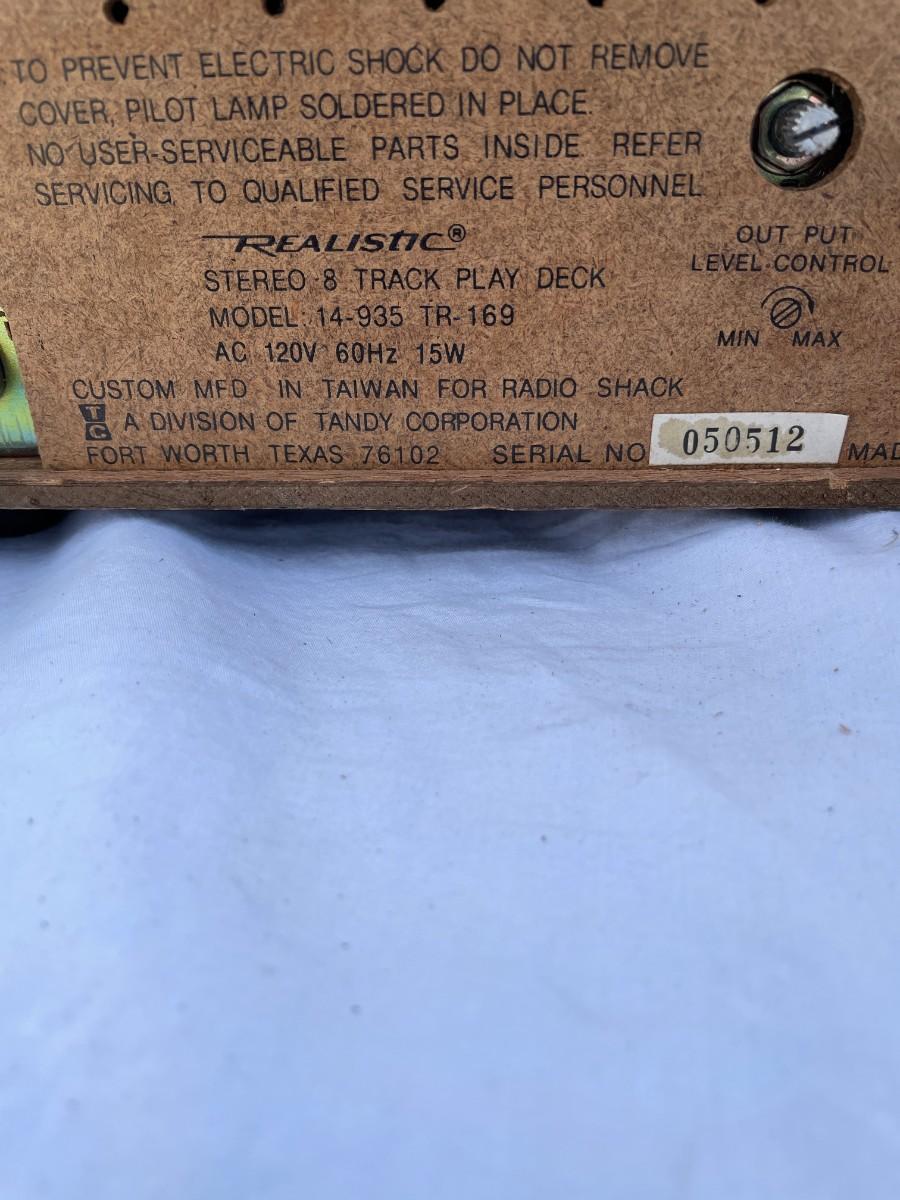 TO PREVENT ELECTRIC SHOCK DO NOT REMOVE
COVER, PILOT LAMP SOLDERED IN PLACE.
NO USER-SERVICEABLE PARTS INSIDE REFER
SERVICING TO QUALIFIED SERVICE PERSONNEL
REALISTIC®
STEREO 8 TRACK PLAY DECK
MODEL: 14-935 TR-169
AC 120V 60Hz 15W
OUT PUT
LEVEL CONTROL
MIN MAX
CUSTOM MFD IN TAIWAN FOR RADIO SHACK
TC A DIVISION OF TANDY CORPORATION
FORT WORTH TEXAS 76102 SERIAL NO 050512 MAD